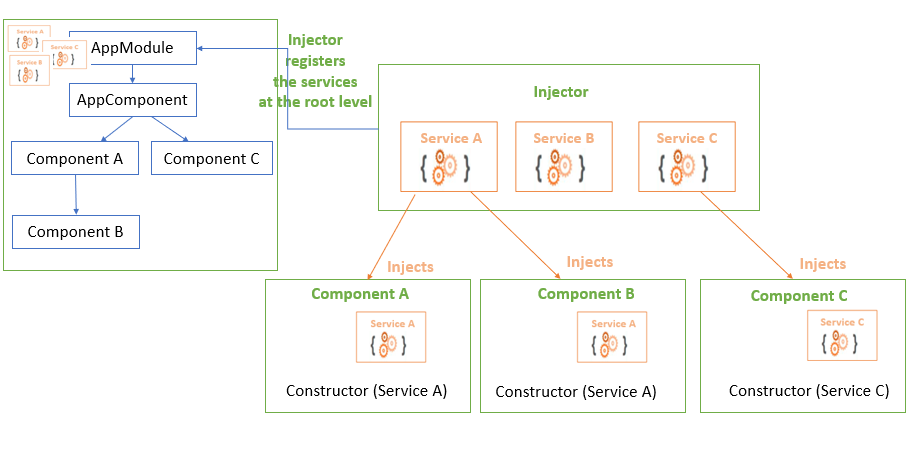 Service A
Service C
Service B
AppModule
AppComponent
Component A
Component C
Component B
Injector
registers
the services
at the root level
Injector
Service A
Service B
Service C
Injects
Injects
Injects
Component A
Service A
Constructor (Service A)
Component B
Service A
Constructor (Service A)
Component C
Service C
Constructor (Service C)